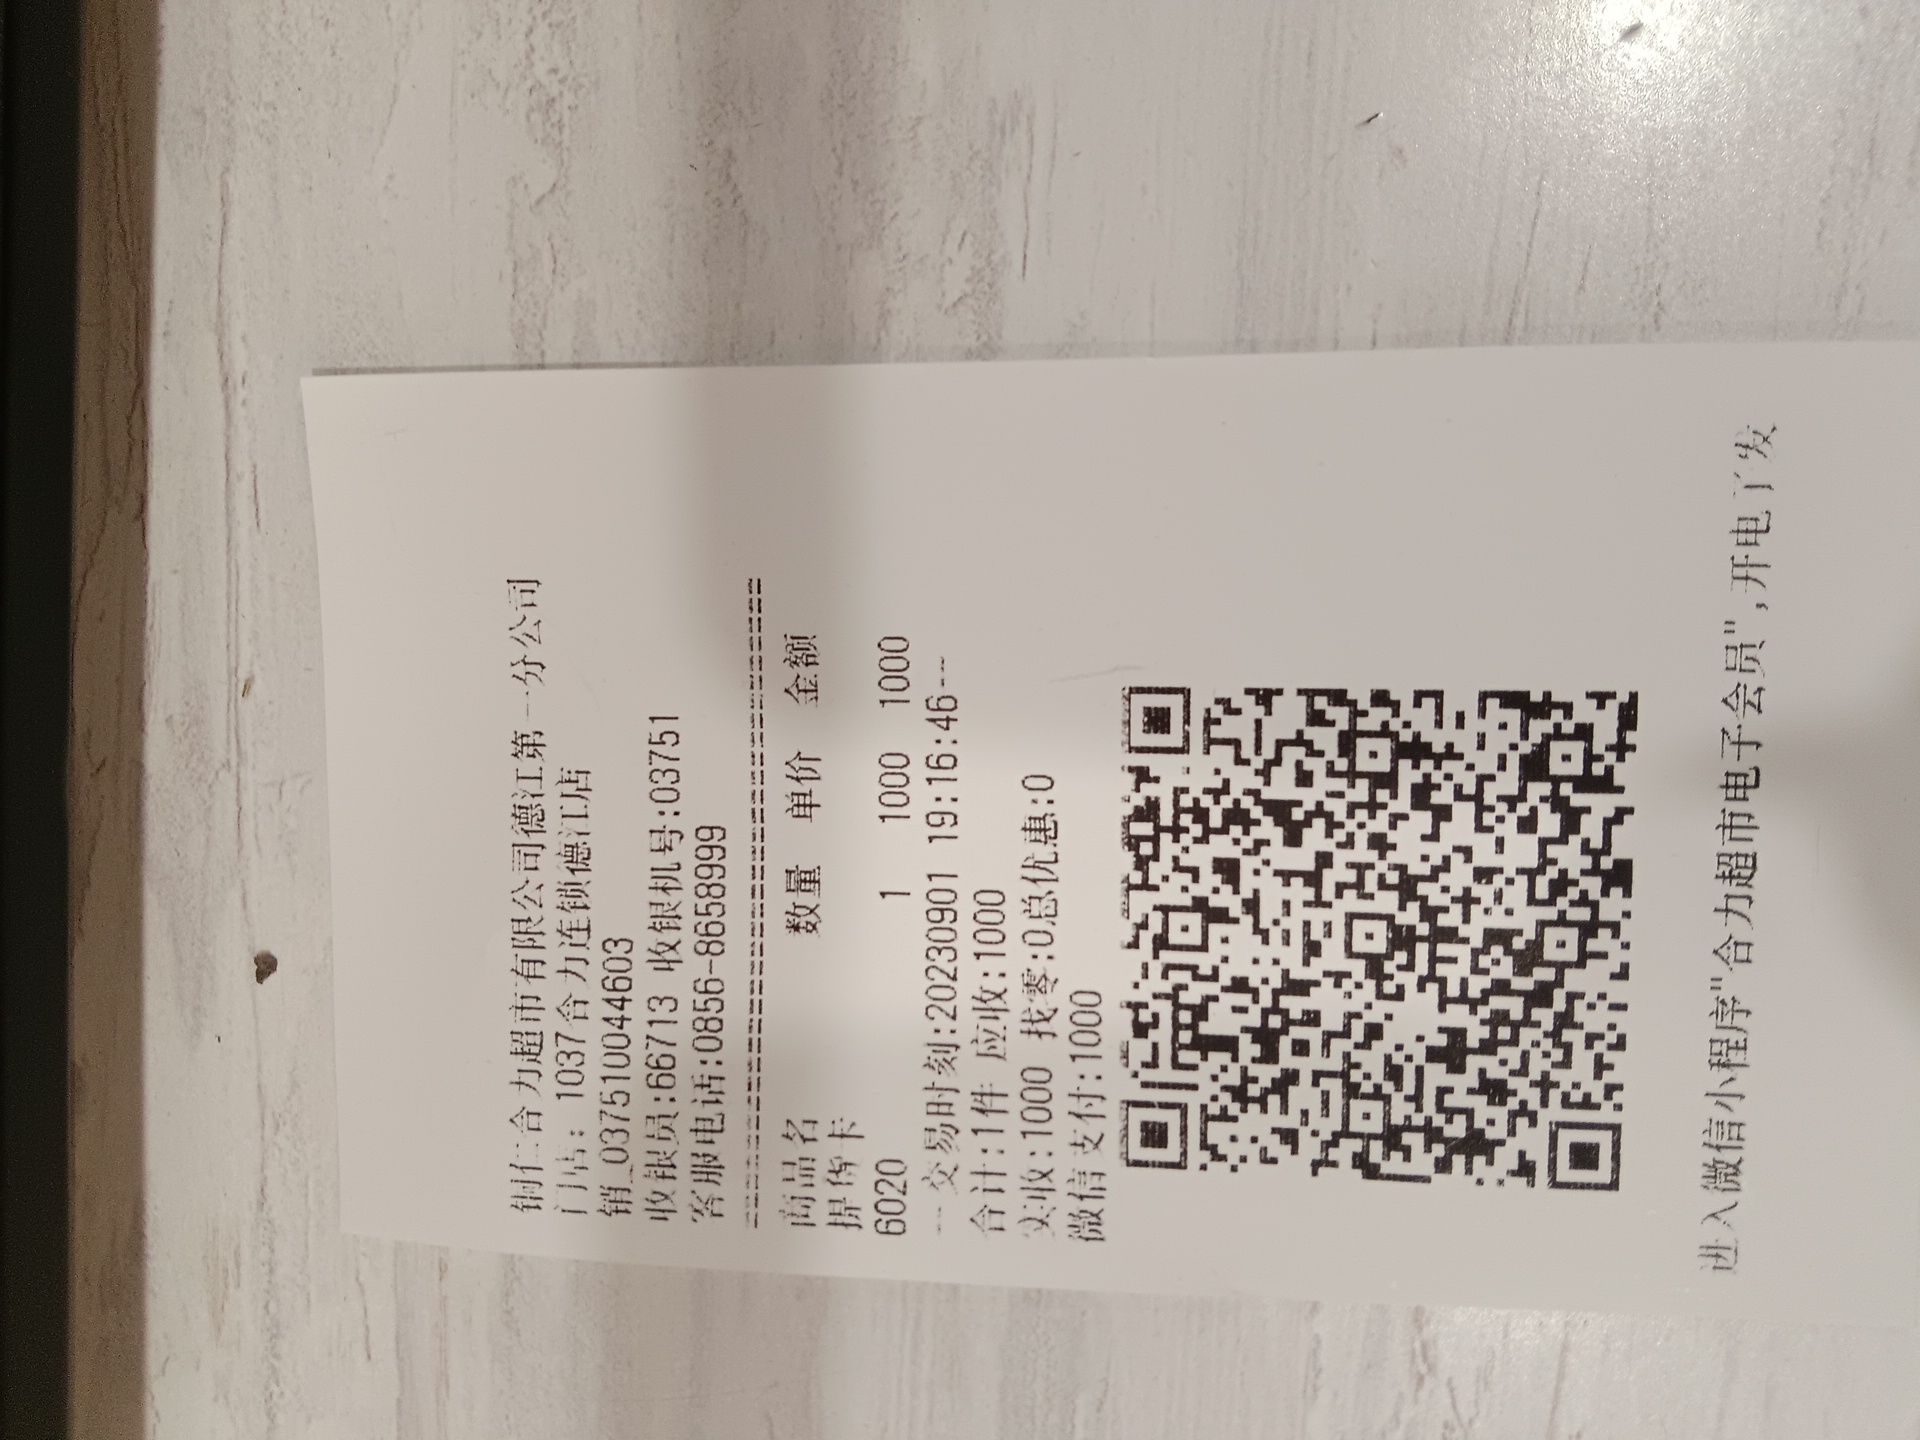 铜仁合力超市有限公司德江第一分公司
门店: 1037合力连锁德江店
销_037510044603
收银员:66713 收银机号:03751
客服电话:0856-8658999
================================
商品名 数量 单价 金额
提货卡
6020 1 1000 1000
-- 交易时刻:20230901 19:16:46--
合计:1件 应收:1000
实收:1000 找零:0总优惠:0
微信支付:1000
进入微信小程序"合力超市电子会员",开电子发